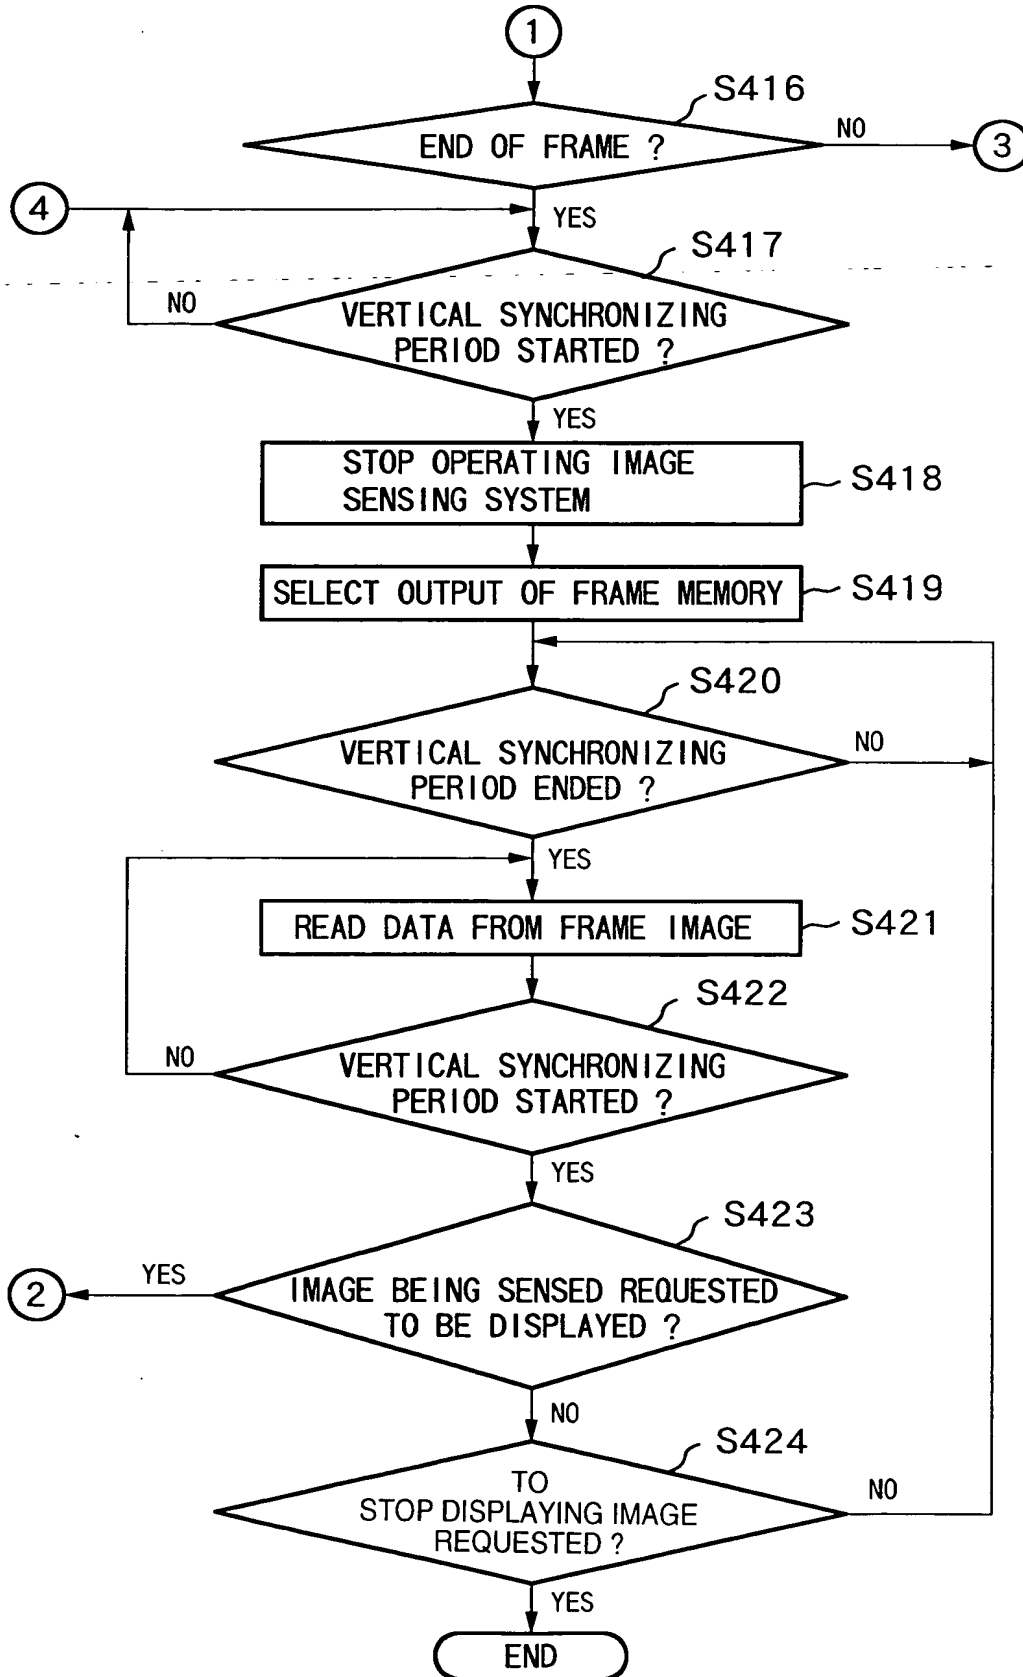 1
S416
END OF FRAME ?
NO
3
4
YES
S417
NO
VERTICAL SYNCHRONIZING
PERIOD STARTED ?
YES
STOP OPERATING IMAGE
SENSING SYSTEM
S418
SELECT OUTPUT OF FRAME MEMORY
S419
S420
VERTICAL SYNCHRONIZING
PERIOD ENDED ?
NO
YES
READ DATA FROM FRAME IMAGE
S421
S422
NO
VERTICAL SYNCHRONIZING
PERIOD STARTED ?
YES
S423
2
YES
IMAGE BEING SENSED REQUESTED
TO BE DISPLAYED ?
NO
S424
TO
STOP DISPLAYING IMAGE
REQUESTED ?
NO
YES
END